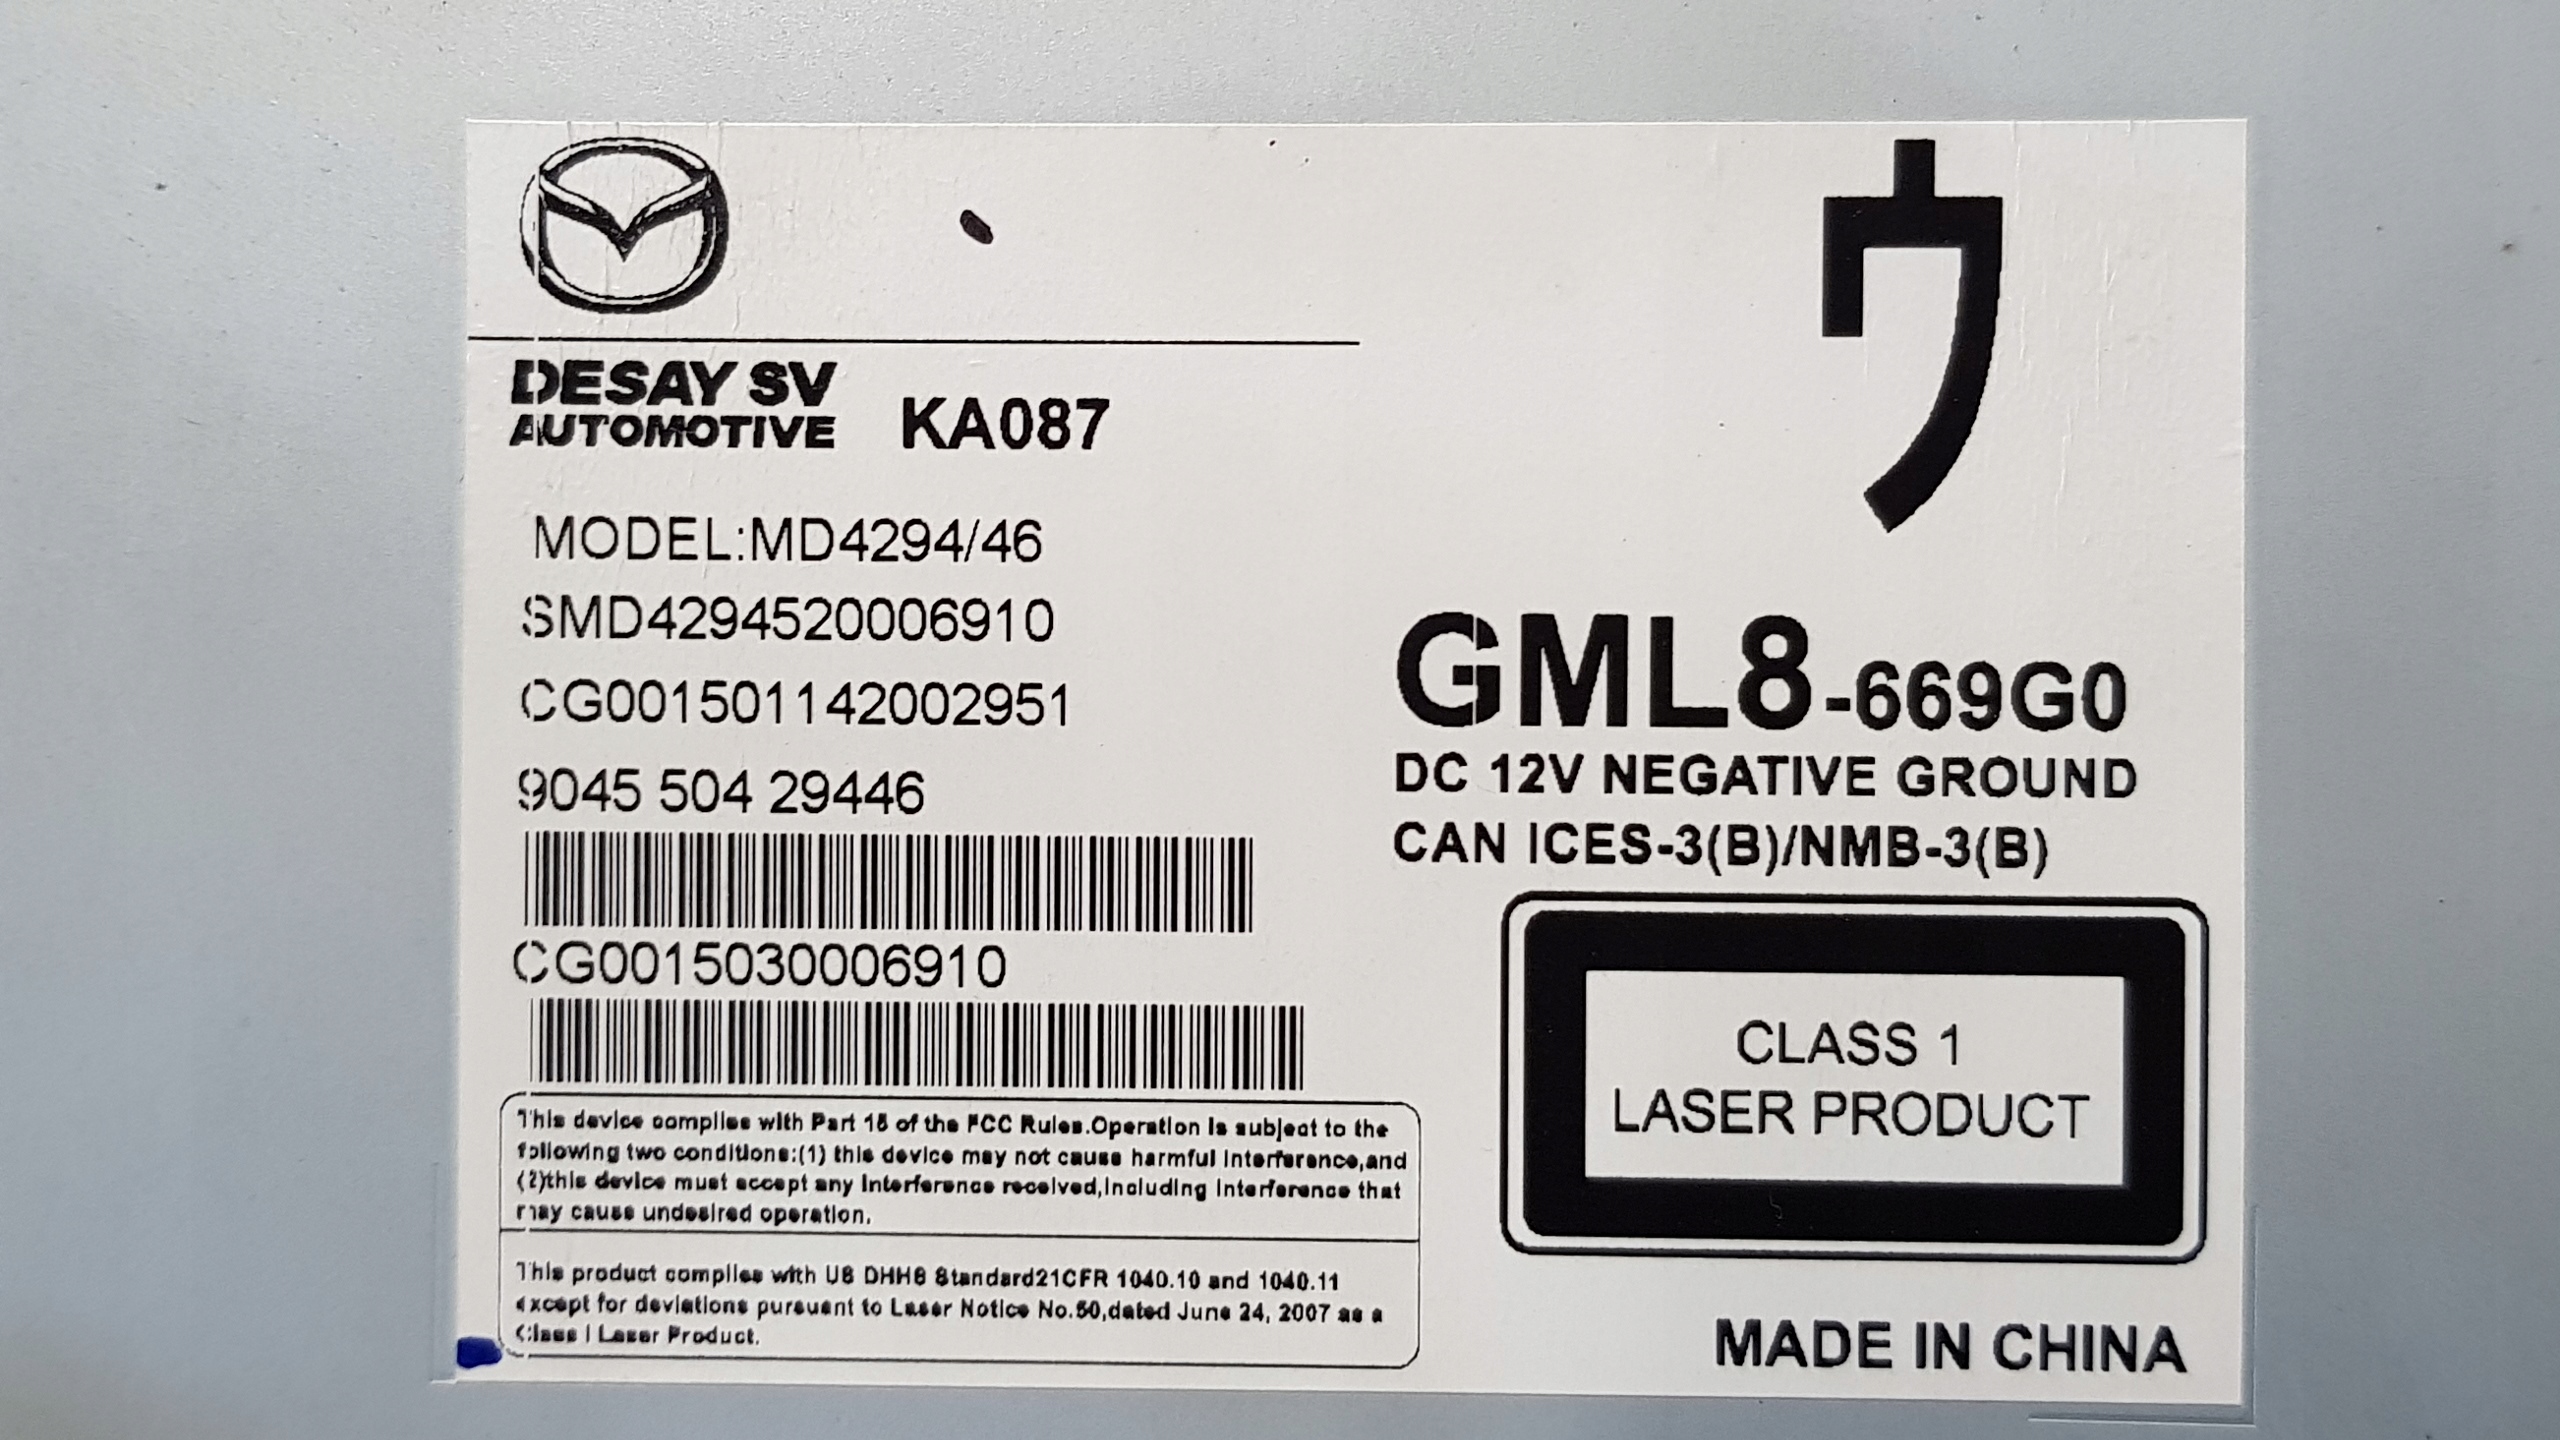 DESAY SV
AUTOMOTIVE KA087
MODEL:MD4294/46
SMD4294520006910
CG001501142002951
9045 504 29446
CG0015030006910
This device complies with Part 15 of the FCC Rules.Operation is subject to the
following two conditions:(1) this device may not cause harmful interference,and
(2)this device must accept any interference received,including interference that
may cause undesired operation.
This product complies with US DHHS Standard21CFR 1040.10 and 1040.11
except for deviations pursuant to Laser Notice No.50,dated June 24, 2007 as a
Class I Laser Product.
ウ
GML8-669G0
DC 12V NEGATIVE GROUND
CAN ICES-3(B)/NMB-3(B)
CLASS 1
LASER PRODUCT
MADE IN CHINA